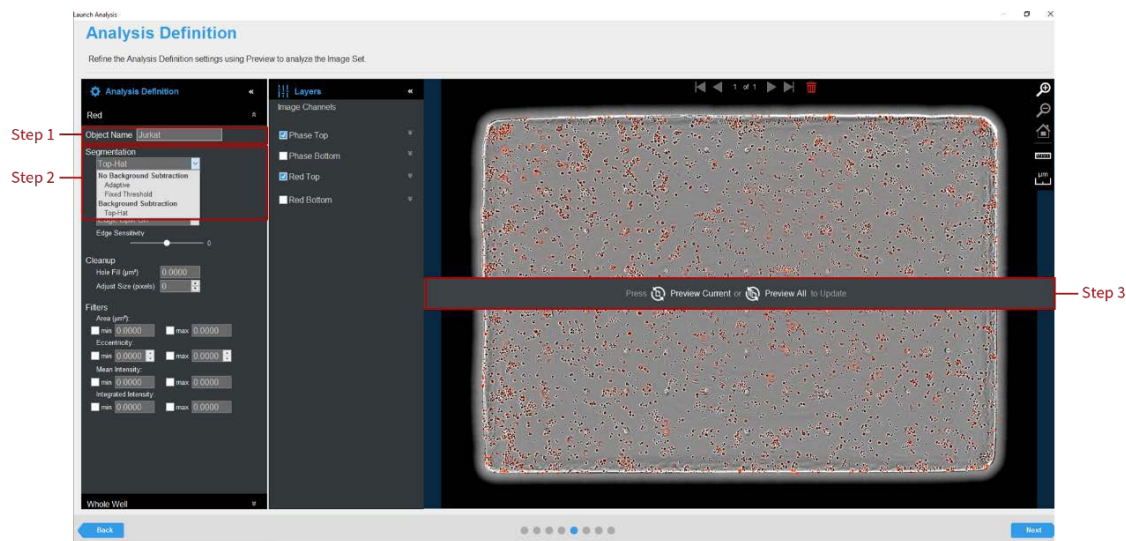 Launch Analysis
Analysis Definition
Refine the Analysis Definition settings using Preview to analyze the Image Set.
Analysis Definition «
Red
Step 1
Object Name Jurkat
Step 2
Segmentation
Top-Hat
No Background Subtraction
Adaptive
Fixed Threshold
Background Subtraction
Top-Hat
Edge Sensitivity
0
Cleanup
Hole Fill (µm²) 0.0000
Adjust Size (pixels) 0
Filters
Area (µm²):
min 0.0000 max 0.0000
Eccentricity:
min 0.0000 max 0.0000
Mean Intensity:
min 0.0000 max 0.0000
Integrated Intensity:
min 0.0000 max 0.0000
Whole Well
Layers «
Image Channels
Phase Top
Phase Bottom
Red Top
Red Bottom
1 of 1
µm
Press Preview Current or Preview All to Update
Step 3
Back
Next